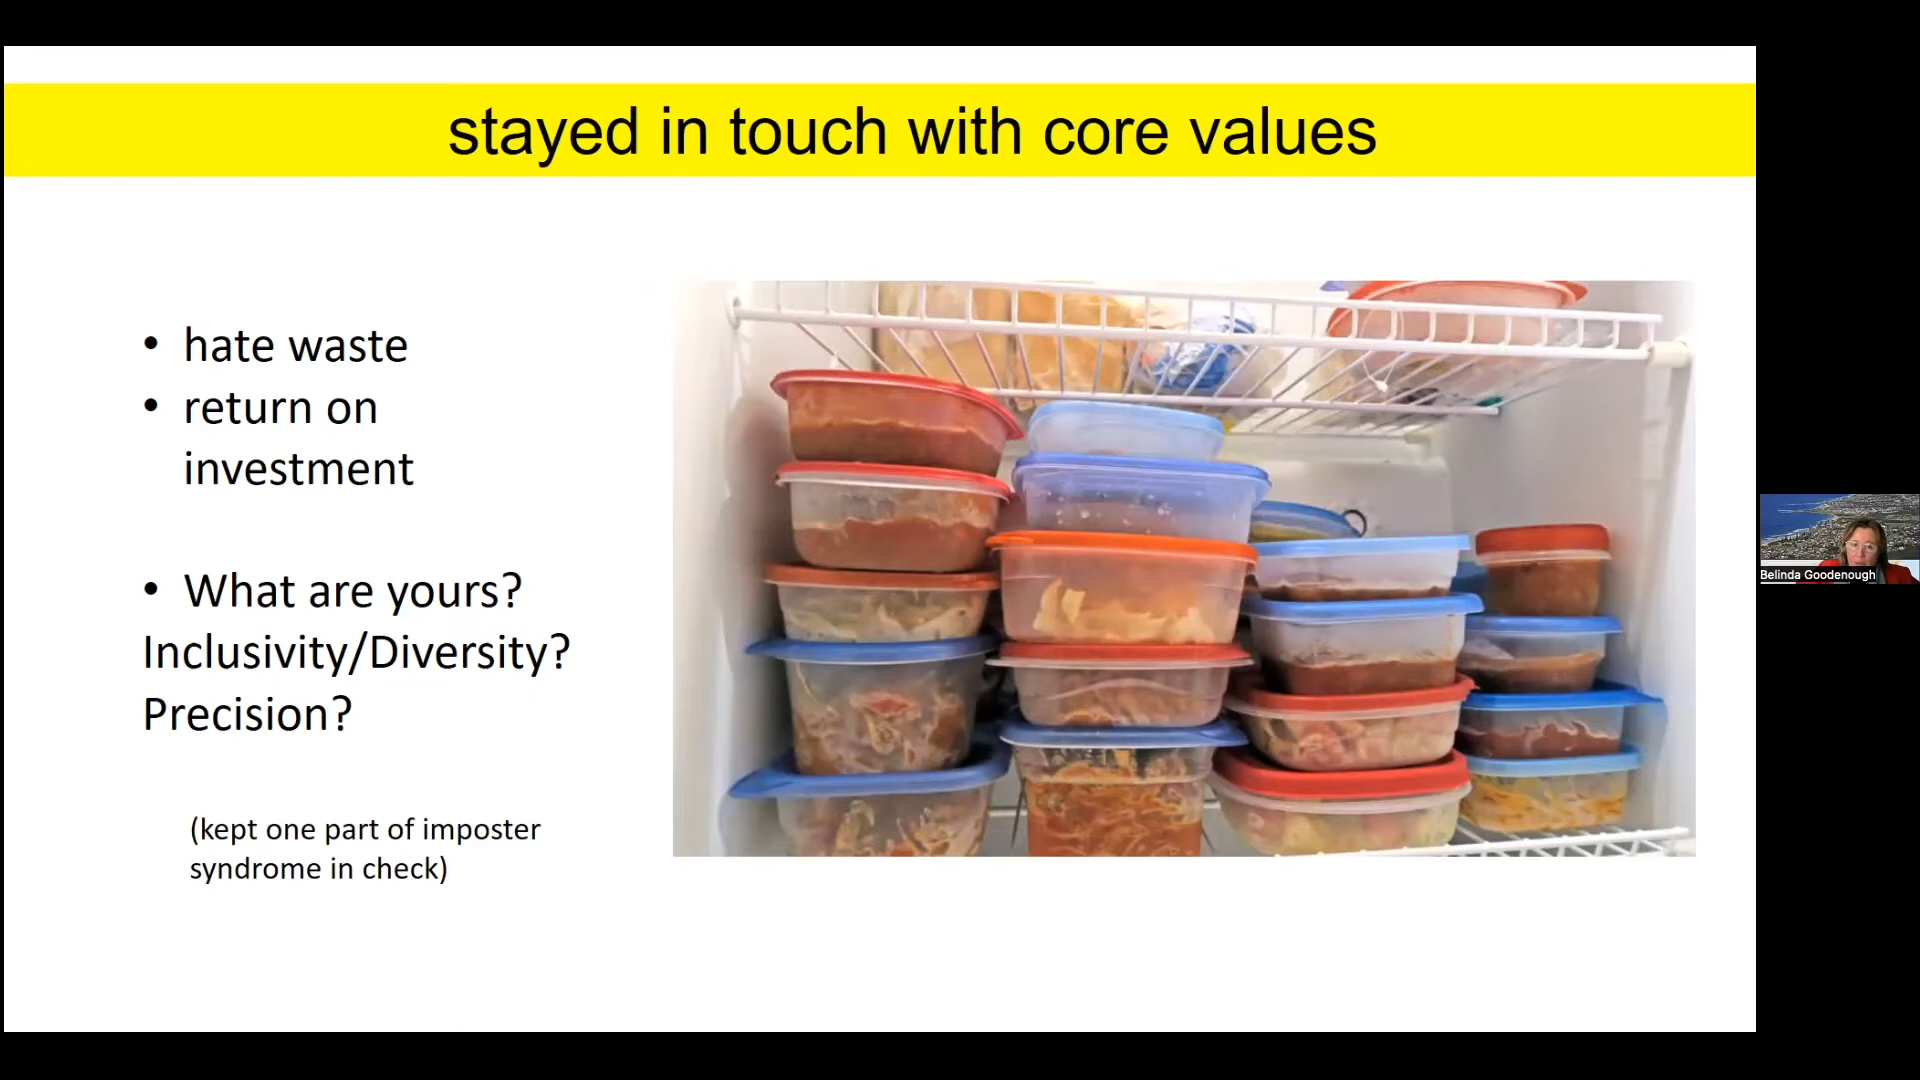 stayed in touch with core values
• hate waste
• return on
investment
• What are yours?
Inclusivity/Diversity?
Precision?
(kept one part of imposter
syndrome in check)
Belinda Goodenough